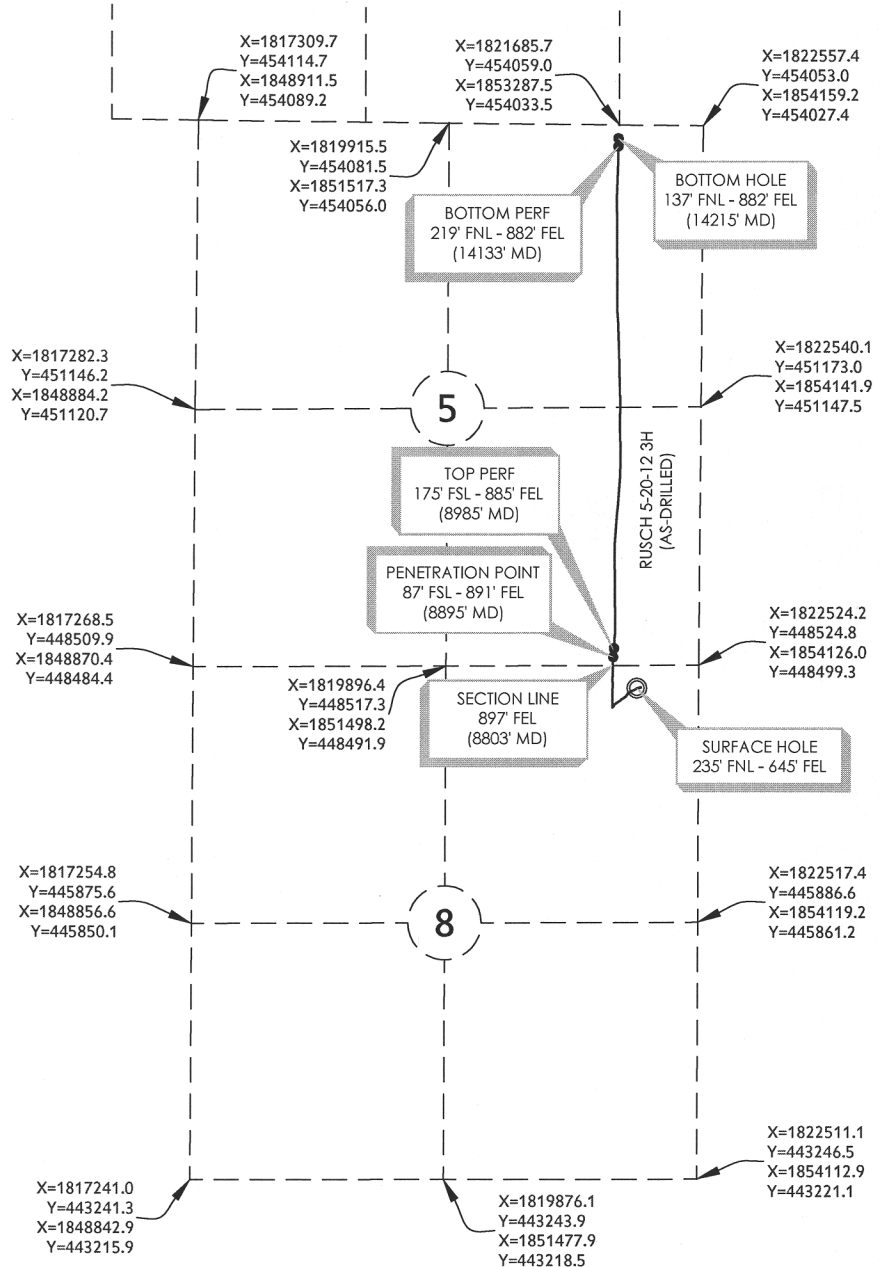 X=1817309.7
Y=454114.7
X=1848911.5
Y=454089.2
X=1821685.7
Y=454059.0
X=1853287.5
Y=454033.5
X=1822557.4
Y=454053.0
X=1854159.2
Y=454027.4
X=1819915.5
Y=454081.5
X=1851517.3
Y=454056.0
BOTTOM HOLE
137' FNL - 882' FEL
(14215' MD)
BOTTOM PERF
219' FNL - 882' FEL
(14133' MD)
X=1817282.3
Y=451146.2
X=1848884.2
Y=451120.7
5
X=1822540.1
Y=451173.0
X=1854141.9
Y=451147.5
RUSCH 5-20-12 3H
(AS-DRILLED)
TOP PERF
175' FSL - 885' FEL
(8985' MD)
PENETRATION POINT
87' FSL - 891' FEL
(8895' MD)
X=1817268.5
Y=448509.9
X=1848870.4
Y=448484.4
X=1822524.2
Y=448524.8
X=1854126.0
Y=448499.3
X=1819896.4
Y=448517.3
X=1851498.2
Y=448491.9
SECTION LINE
897' FEL
(8803' MD)
SURFACE HOLE
235' FNL - 645' FEL
X=1817254.8
Y=445875.6
X=1848856.6
Y=445850.1
8
X=1822517.4
Y=445886.6
X=1854119.2
Y=445861.2
X=1817241.0
Y=443241.3
X=1848842.9
Y=443215.9
X=1819876.1
Y=443243.9
X=1851477.9
Y=443218.5
X=1822511.1
Y=443246.5
X=1854112.9
Y=443221.1